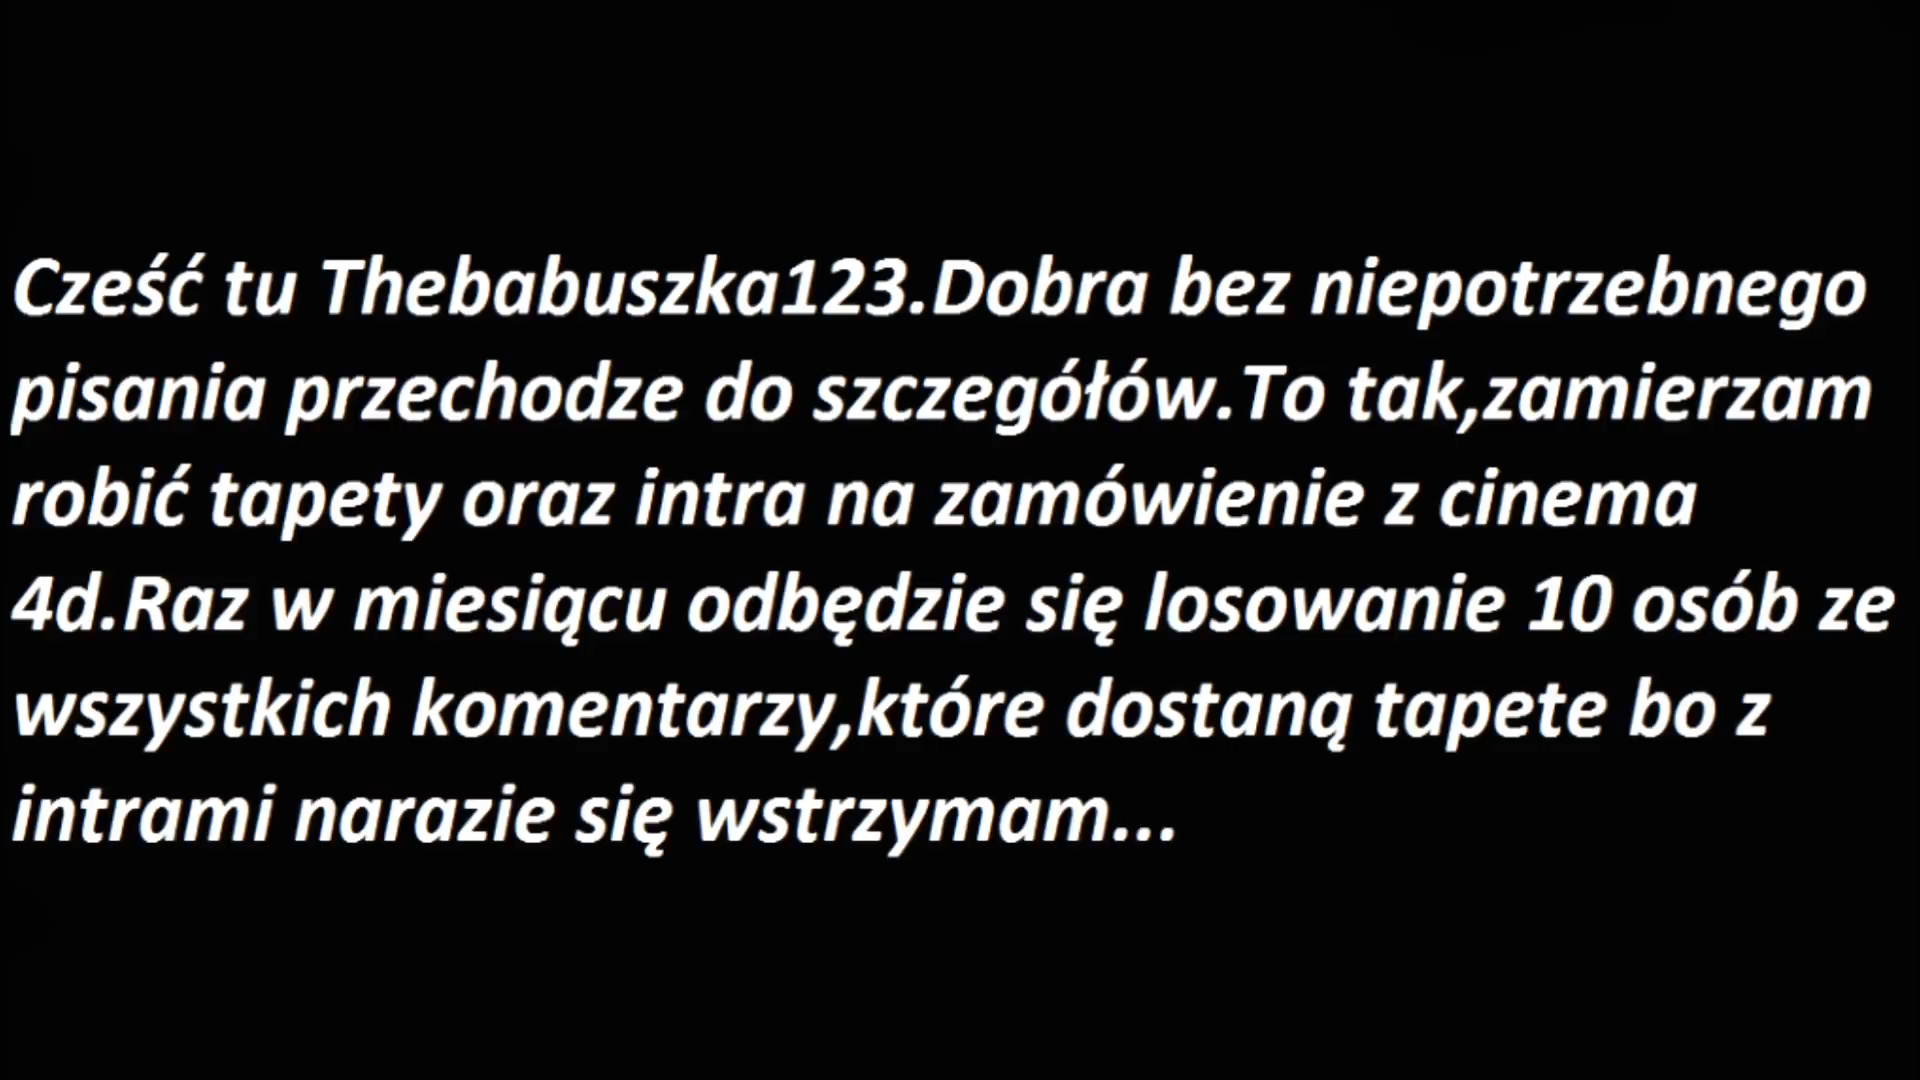 Cześć tu Thebabuszka123.Dobra bez niepotrzebnego
pisania przechodze do szczegółów.To tak,zamierzam
robić tapety oraz intra na zamówienie z cinema
4d.Raz w miesiącu odbędzie się losowanie 10 osób ze
wszystkich komentarzy,które dostaną tapete bo z
intrami narazie się wstrzymam...